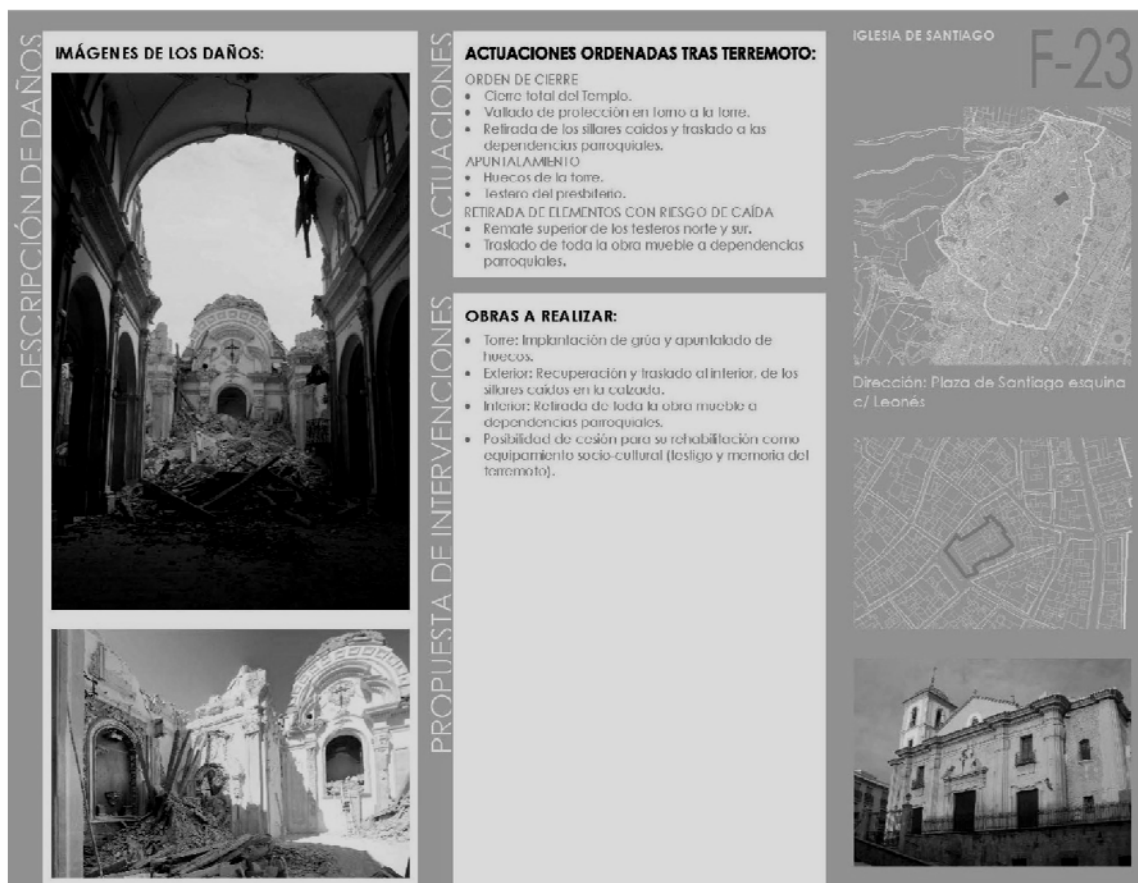 DESCRIPCIÓN DE DAÑOS
IMÁGENES DE LOS DAÑOS:
ACTUACIONES
ACTUACIONES ORDENADAS TRAS TERREMOTO:
ORDEN DE CIERRE
• Cierre total del Templo.
• Vallado de protección en torno a la torre.
• Retirada de los sillares caídos y traslado a las
dependencias parroquiales.
APUNTALAMIENTO
• Huecos de la torre.
• Testero del presbiterio.
RETIRADA DE ELEMENTOS CON RIESGO DE CAÍDA
• Remate superior de los testeros norte y sur.
• Traslado de toda la obra mueble a dependencias
parroquiales.
PROPUESTA DE INTERVENCIONES
OBRAS A REALIZAR:
• Torre: Implantación de grúa y apuntalado de
huecos.
• Exterior: Recuperación y traslado al interior, de los
sillares caídos en la calzada.
• Interior: Retirada de toda la obra mueble a
dependencias parroquiales.
• Posibilidad de cesión para su rehabilitación como
equipamiento socio-cultural (testigo y memoria del
terremoto).
IGLESIA DE SANTIAGO
F-23
Dirección: Plaza de Santiago esquina
c/ Leonés